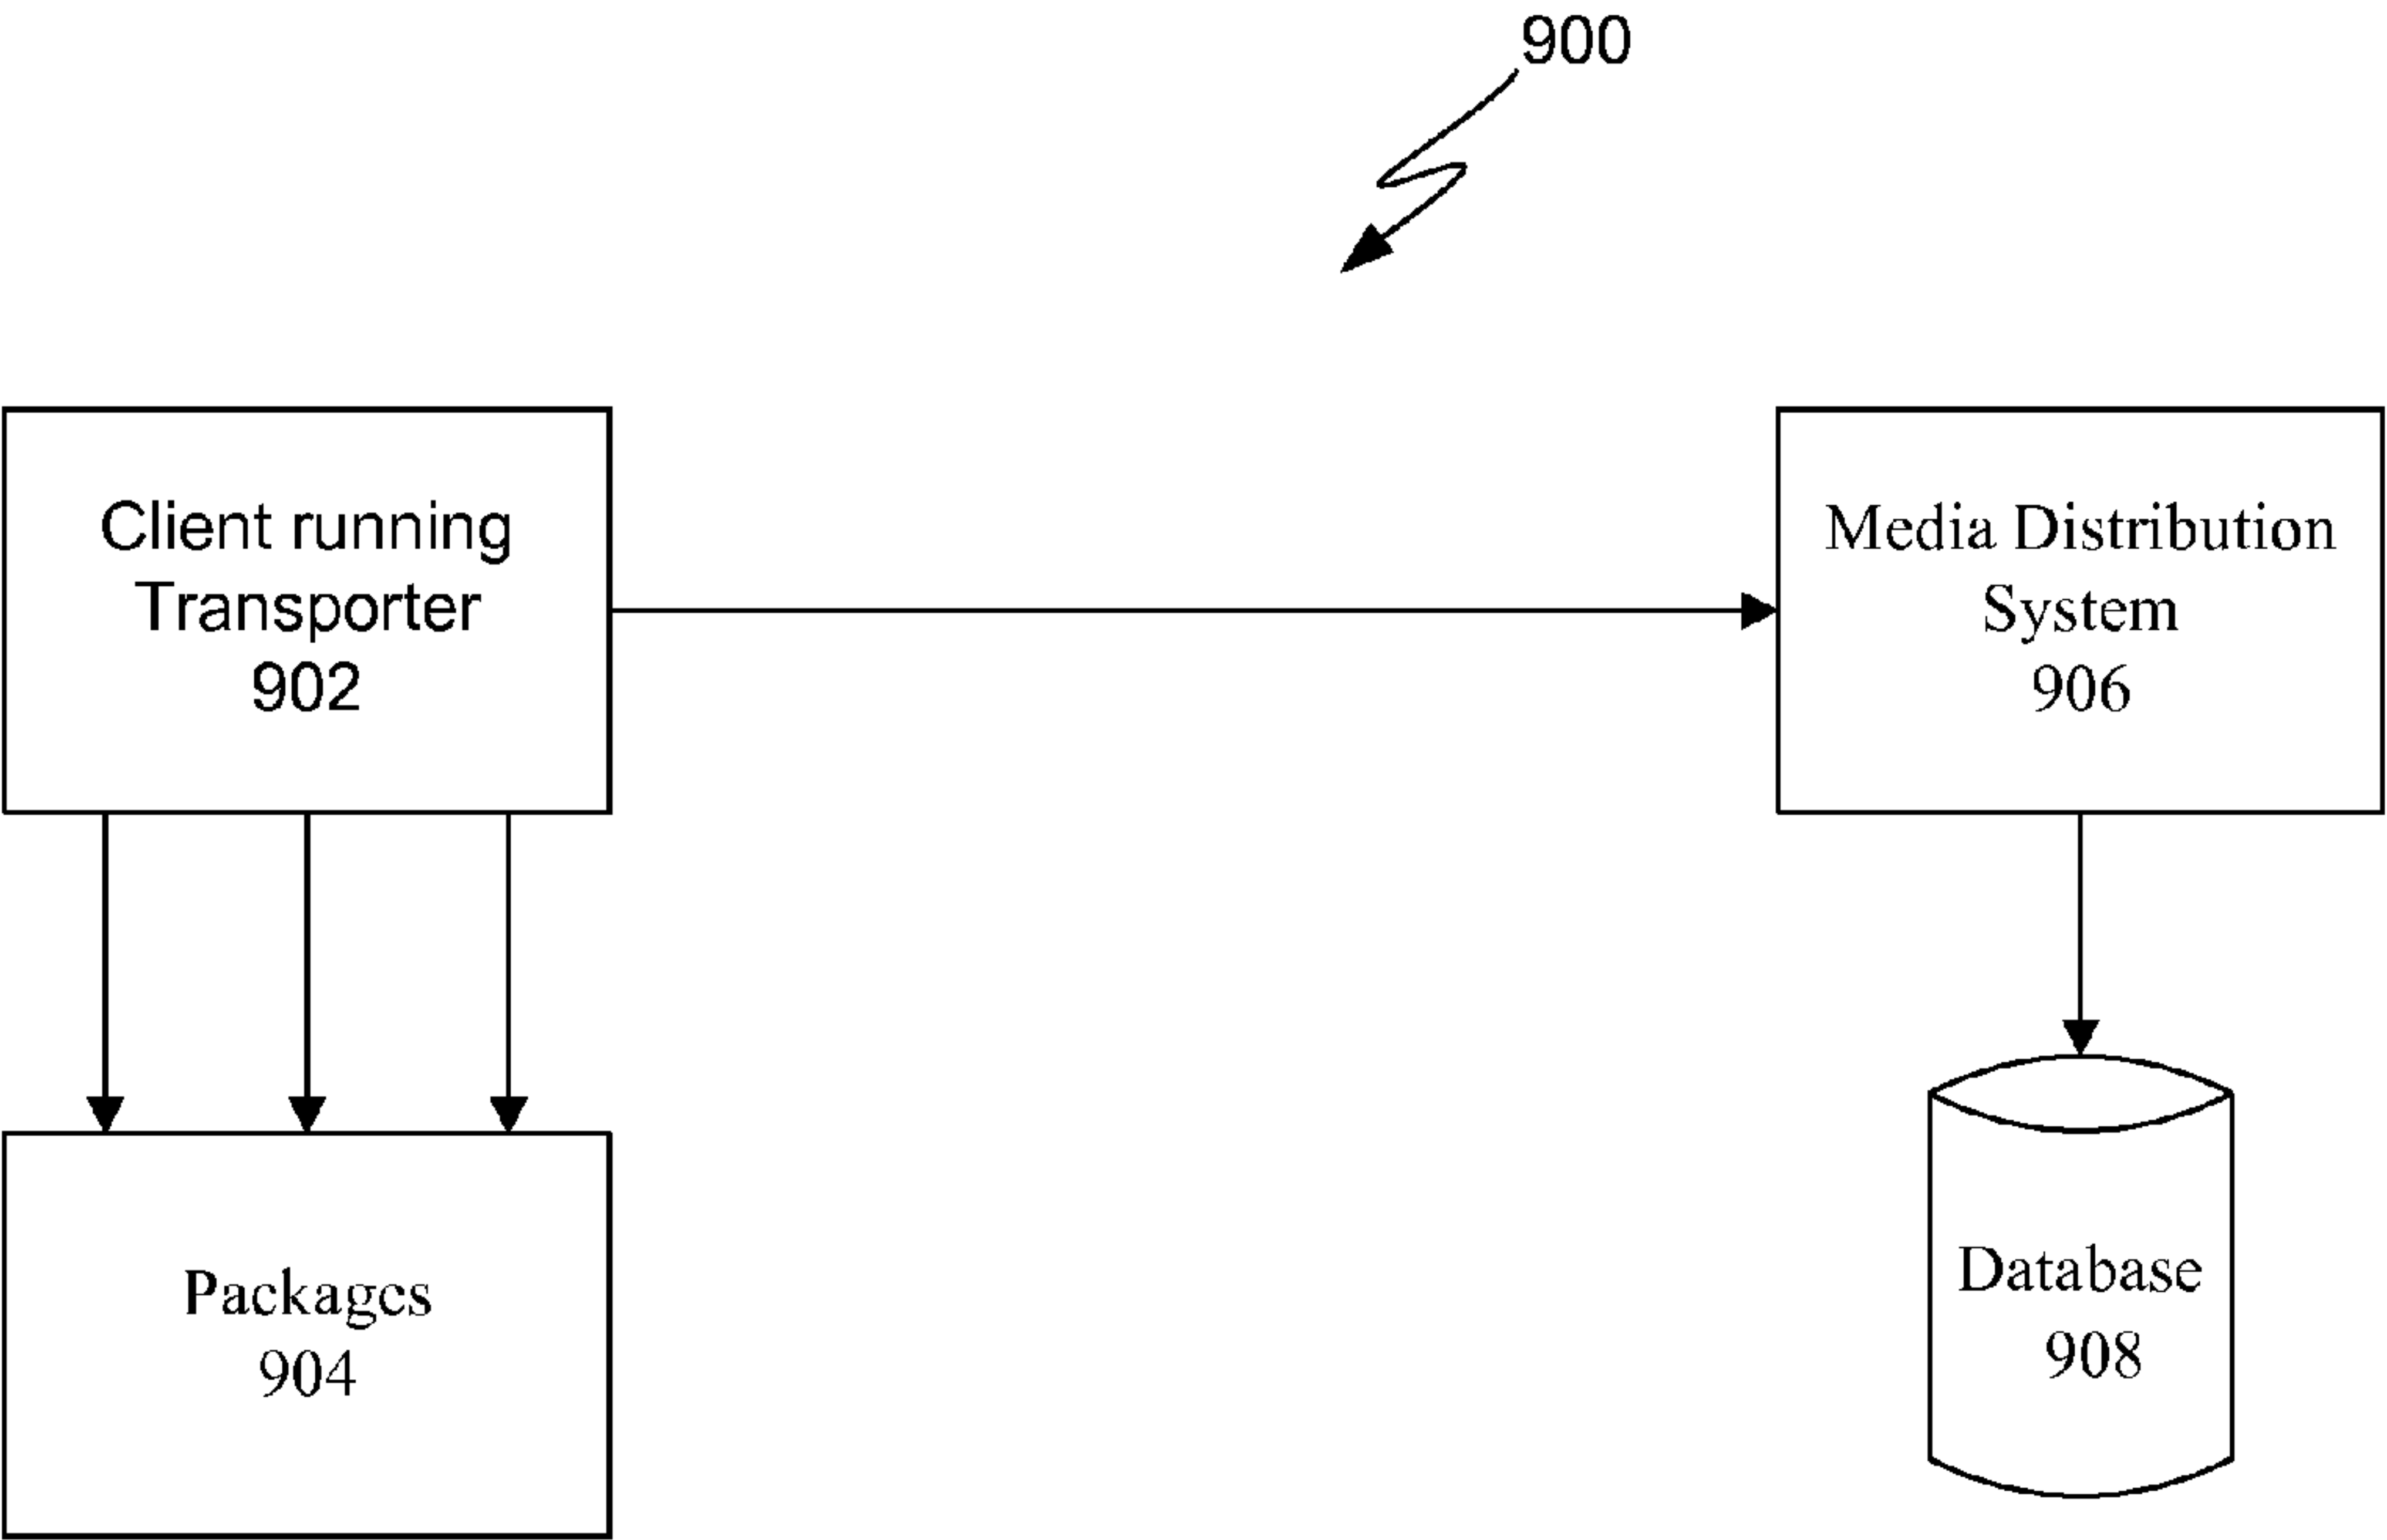 900
Client running
Transporter
902
Media Distribution
System
906
Packages
904
Database
908